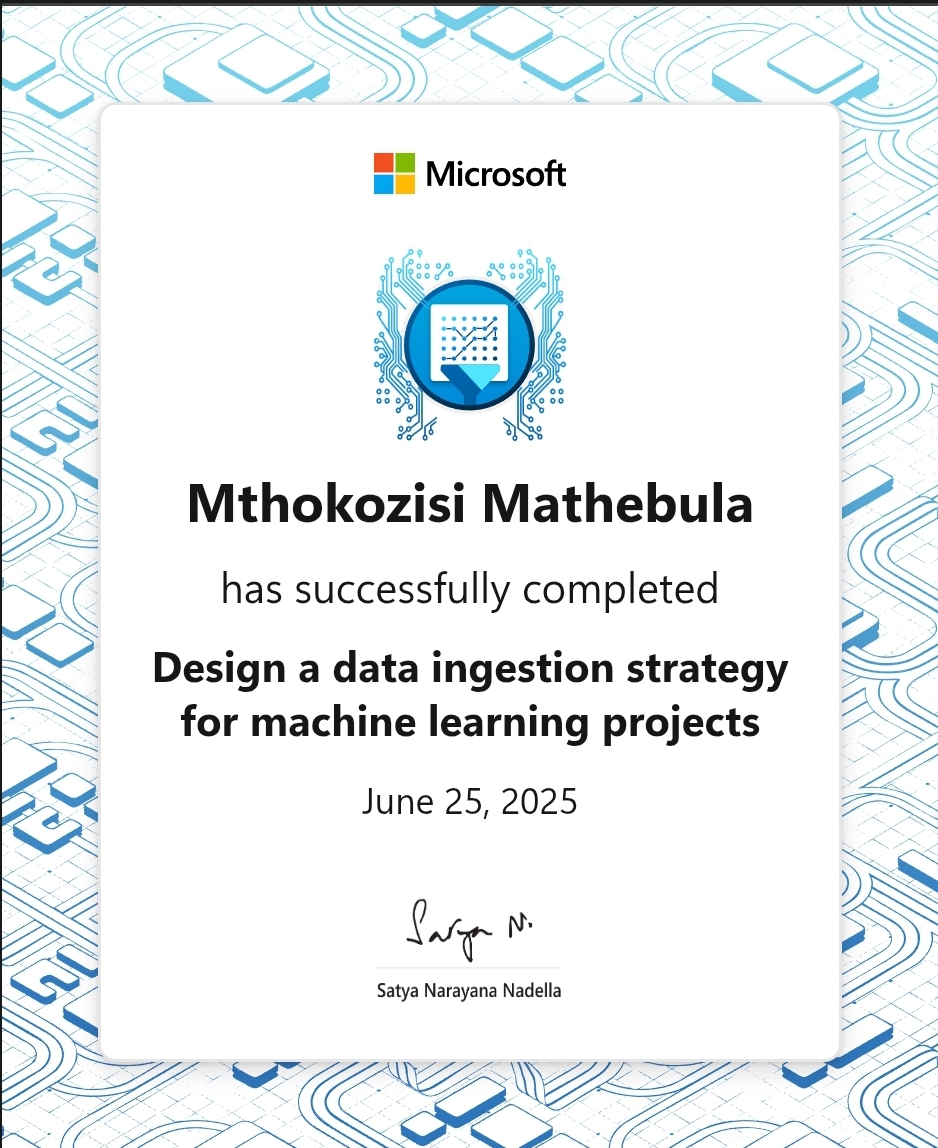 Microsoft
Mthokozisi Mathebula
has successfully completed
Design a data ingestion strategy
for machine learning projects
June 25, 2025
Satya N.
Satya Narayana Nadella